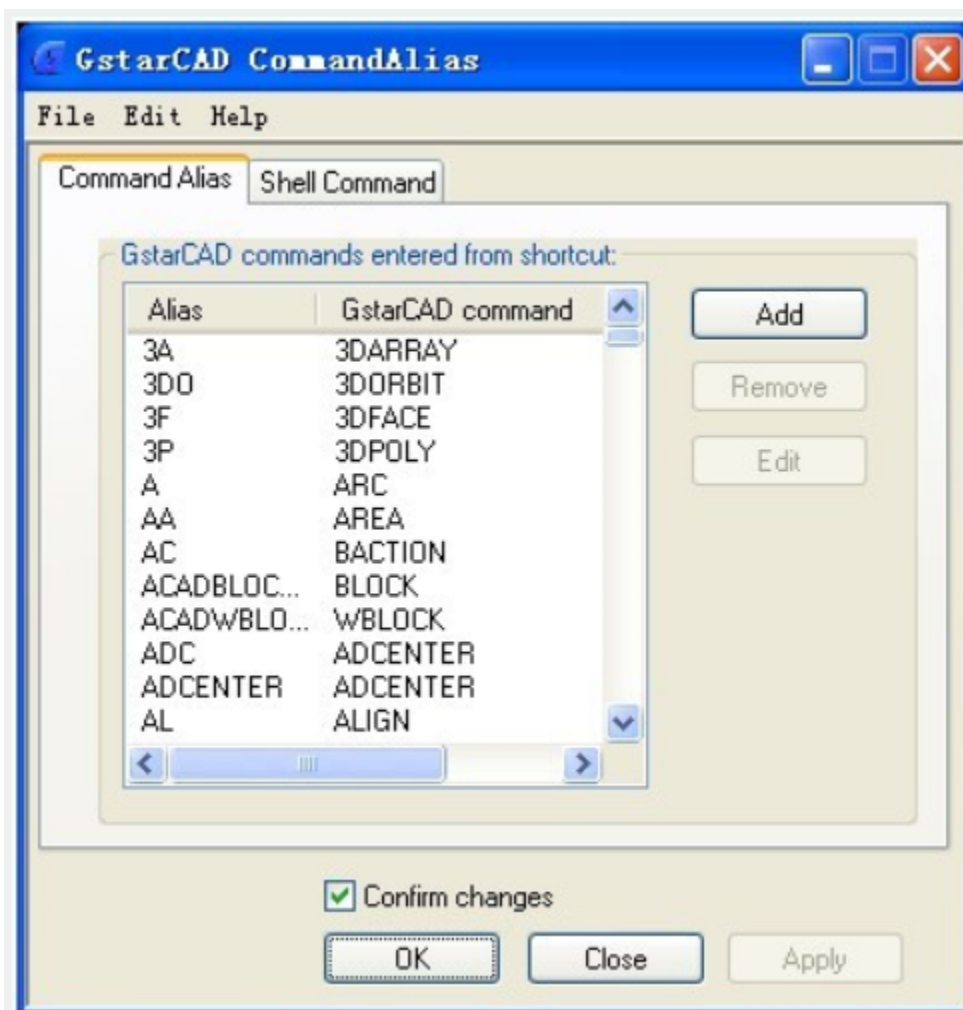 GstarCAD CommandAlias
File Edit Help
Command Alias Shell Command
GstarCAD commands entered from shortcut:
Alias GstarCAD command
3A 3DARRAY
3DO 3DORBIT
3F 3DFACE
3P 3DPOLY
A ARC
AA AREA
AC BACTION
ACADBLOC... BLOCK
ACADWBLO... WBLOCK
ADC ADCENTER
ADCENTER ADCENTER
AL ALIGN
Add
Remove
Edit
Confirm changes
OK Close Apply